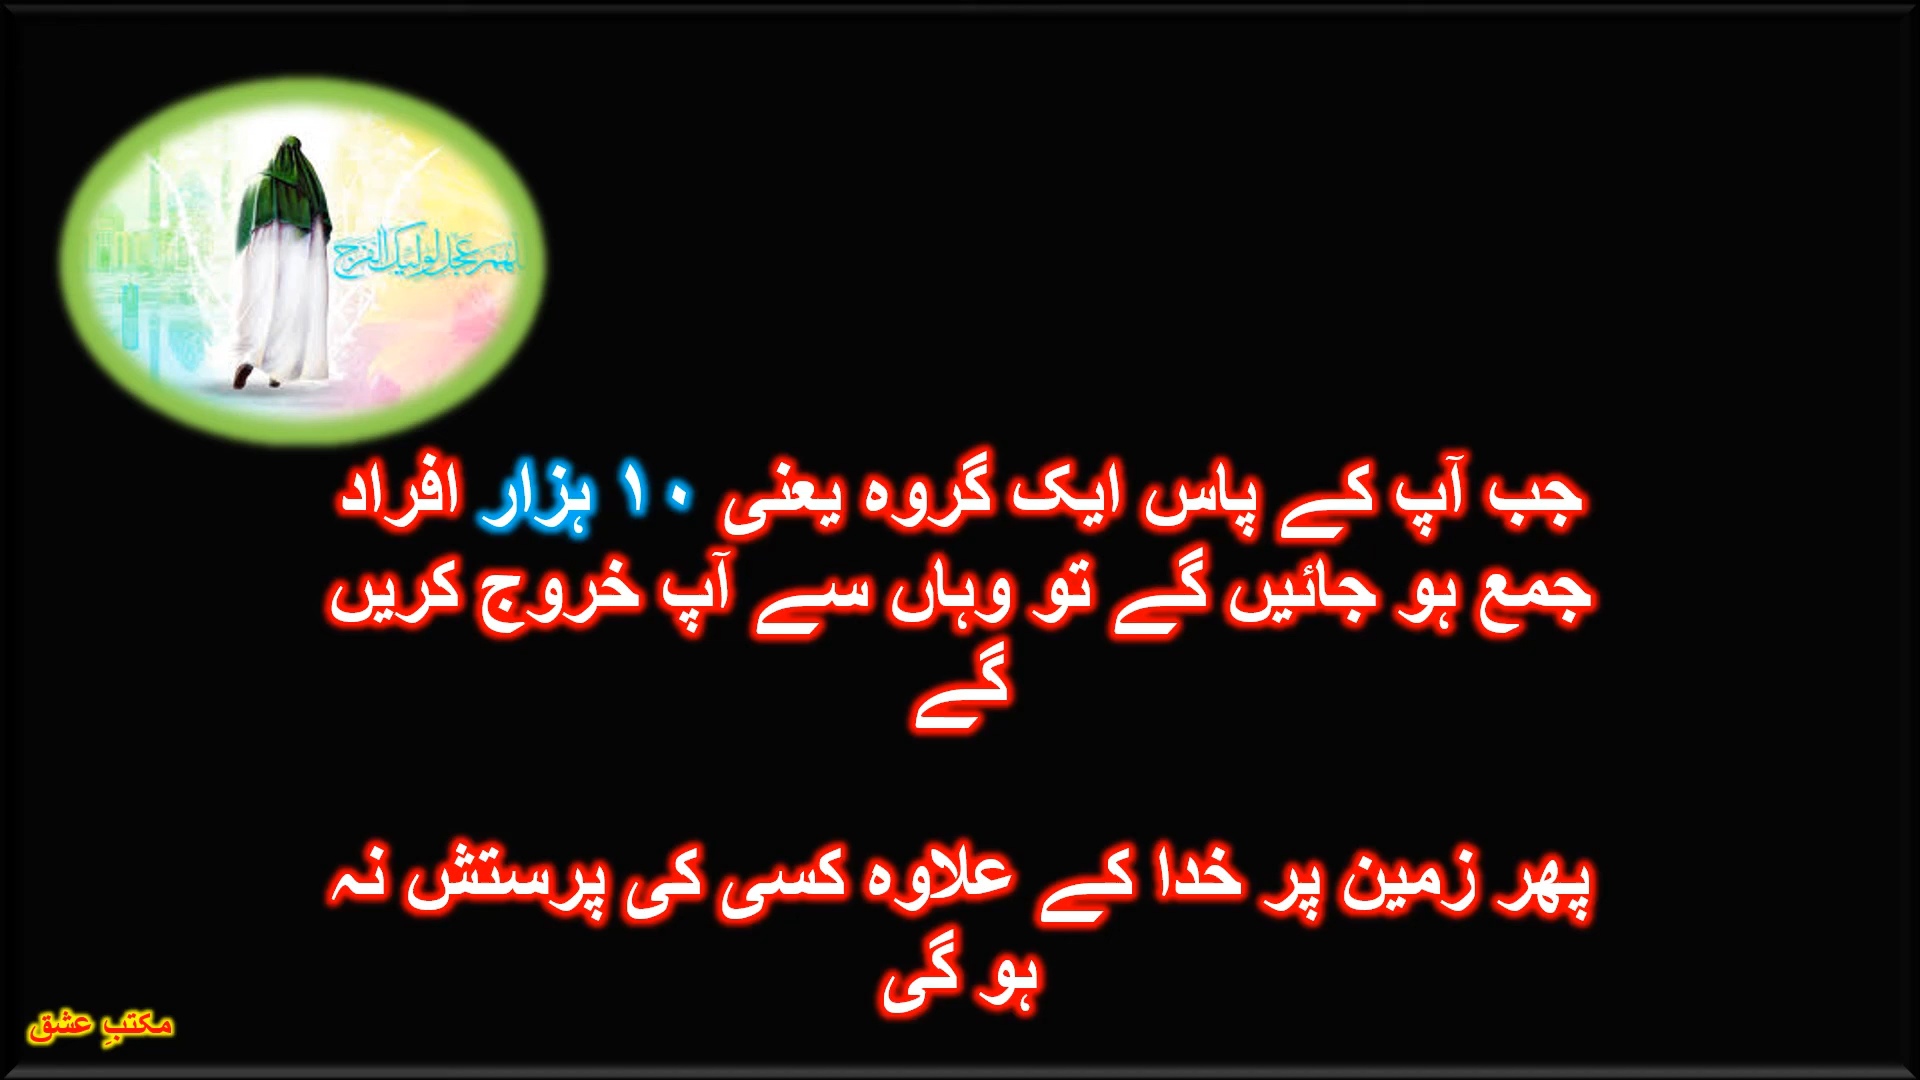 عجل لولیک الفرج
جب آپ کے پاس ایک گروہ یعنی ۱۰ ہزار افراد
جمع ہو جائیں گے تو وہاں سے آپ خروج کریں
گے
پھر زمین پر خدا کے علاوہ کسی کی پرستش نہ
ہو گی
مکتبِ عشق